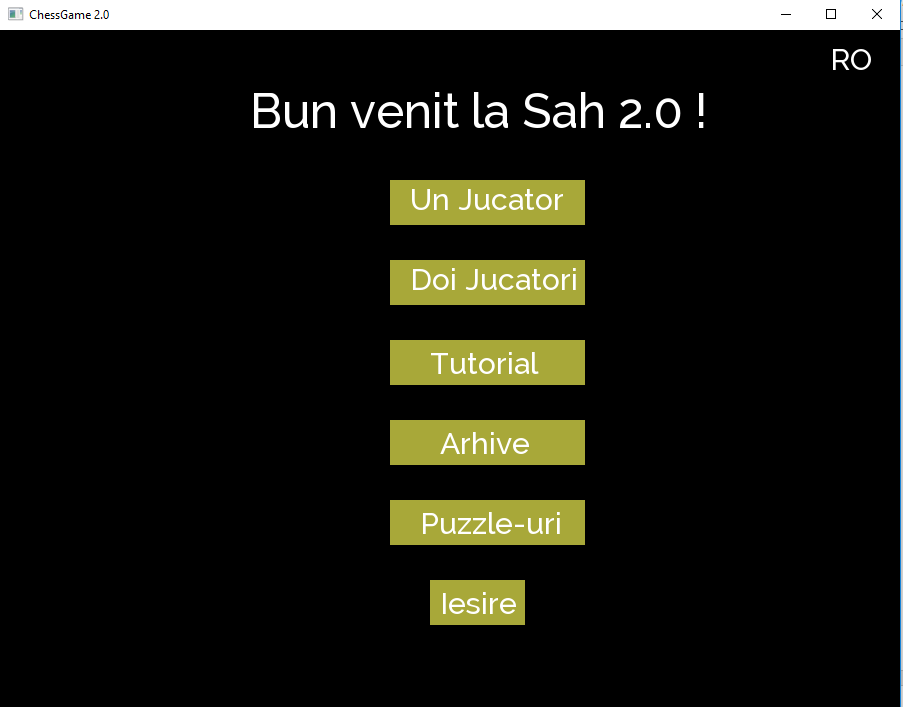 ChessGame 2.0
RO
Bun venit la Sah 2.0 !
Un Jucator
Doi Jucatori
Tutorial
Arhive
Puzzle-uri
Iesire